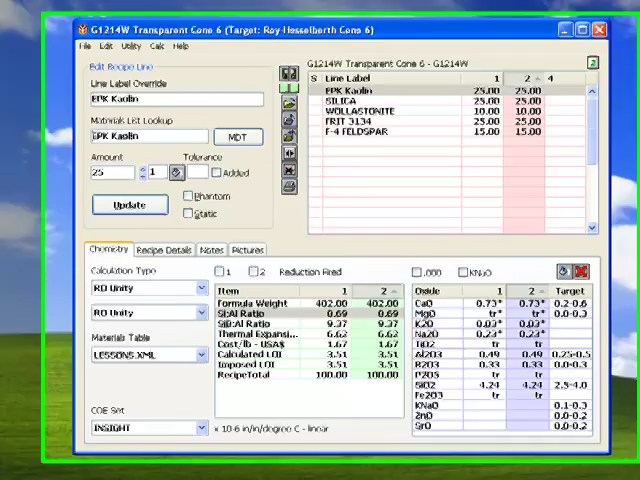 G1214W Transparent Cone 6 (Target: Roy Hesselberth Cone 6)
File Edit Utility Calc Help
Edit Recipe Line
Line Label Override
EPK Kaolin
Materials List Lookup
EPK Kaolin MDT
Amount Tolerance
25 1 Added
Update Phantom
Static
G1214W Transparent Cone 6 - G1214W 2
S Line Label 1 2 4
EPK Kaolin 25.00 25.00
SILICA 25.00 25.00
WOLLASTONITE 10.00 10.00
FRIT 3134 25.00 25.00
F-4 FELDSPAR 15.00 15.00
Chemistry Recipe Details Notes Pictures
Calculation Type
RO Unity
RO Unity
Materials Table
LESSONS.XML
COE Set
INSIGHT x 10-6 in/in/degree C - linear
1 2 Reduction Fired
Item 1 2
Formula Weight 402.00 402.00
Si:Al Ratio 0.69 0.69
SiB:Al Ratio 9.37 9.37
Thermal Expansi... 6.62 6.62
Cost/lb - USA$ 1.67 1.67
Calculated LOI 3.51 3.51
Imposed LOI 3.51 3.51
RecipeTotal 100.00 100.00
.000 KNaO
Oxide 1 2 Target
CaO 0.73* 0.73* 0.2-0.6
MgO tr* tr* 0.0-0.3
K2O 0.03* 0.03*
Na2O 0.23* 0.23*
TiO2 tr tr
Al2O3 0.49 0.49 0.25-0.5
B2O3 0.33 0.33 0.0-0.3
P2O5 tr tr
SiO2 4.24 4.24 2.5-4.0
Fe2O3 tr tr
KNaO 0.1-0.3
ZnO 0.0-0.2
SrO 0.0-0.2